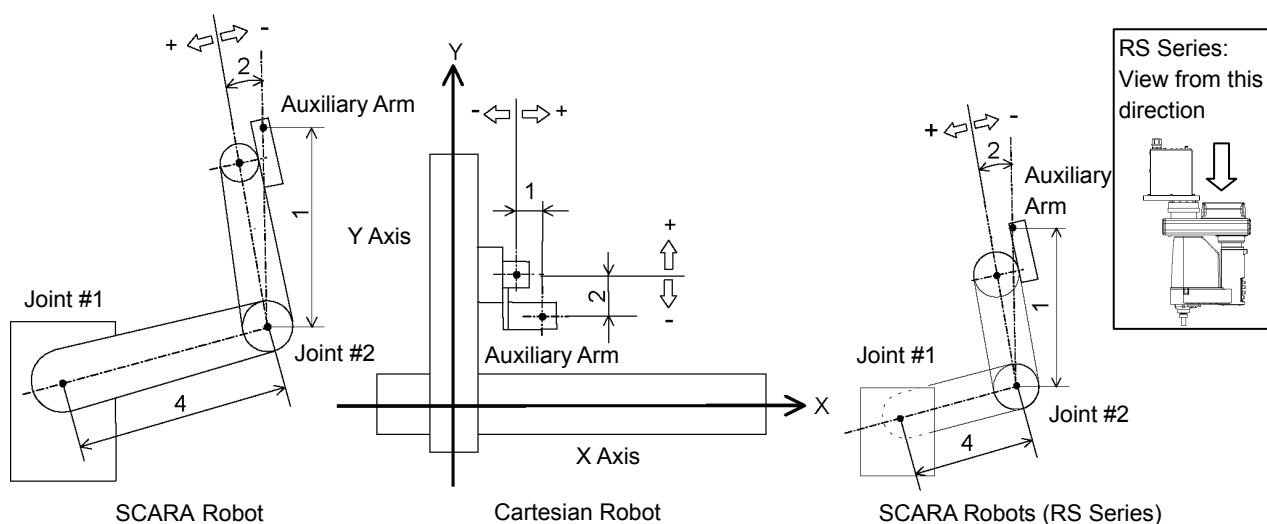 +
-
2
Auxiliary Arm
1
Joint #1
Joint #2
4
SCARA Robot
Y
-
+
1
Y Axis
+
2
-
Auxiliary Arm
X
X Axis
Cartesian Robot
+
-
2
Auxiliary
Arm
1
Joint #1
Joint #2
4
SCARA Robots (RS Series)
RS Series:
View from this
direction